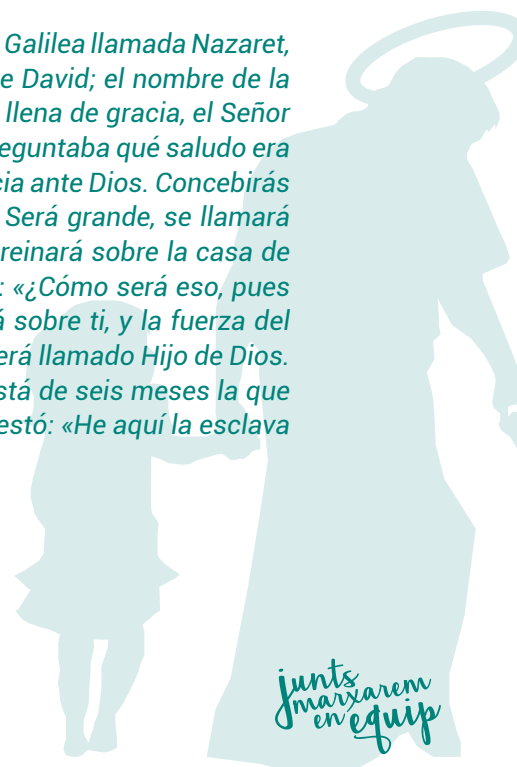 Galilea llamada Nazaret,
e David; el nombre de la
llena de gracia, el Señor
eguntaba qué saludo era
cia ante Dios. Concebirás
Será grande, se llamará
reinará sobre la casa de
: «¿Cómo será eso, pues
á sobre ti, y la fuerza del
erá llamado Hijo de Dios.
stá de seis meses la que
estó: «He aquí la esclava
junts
marxarem
en equip